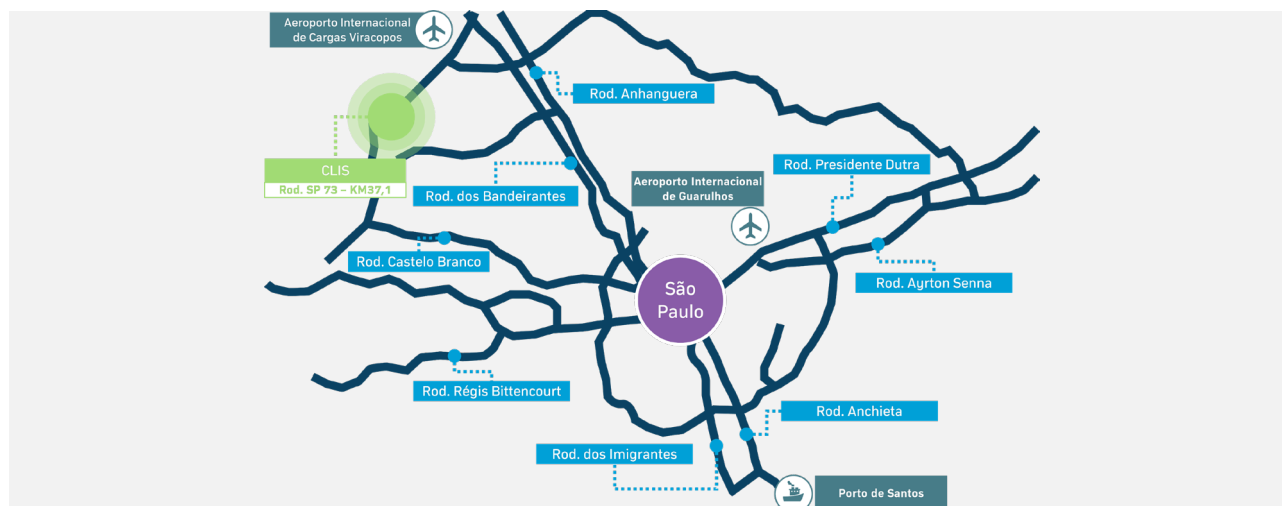 Aeroporto Internacional
de Cargas Viracopos
Rod. Anhanguera
CLIS
Rod. SP 73 – KM37,1
Rod. dos Bandeirantes
Aeroporto Internacional
de Guarulhos
Rod. Presidente Dutra
Rod. Castelo Branco
Rod. Ayrton Senna
São
Paulo
Rod. Régis Bittencourt
Rod. Anchieta
Rod. dos Imigrantes
Porto de Santos